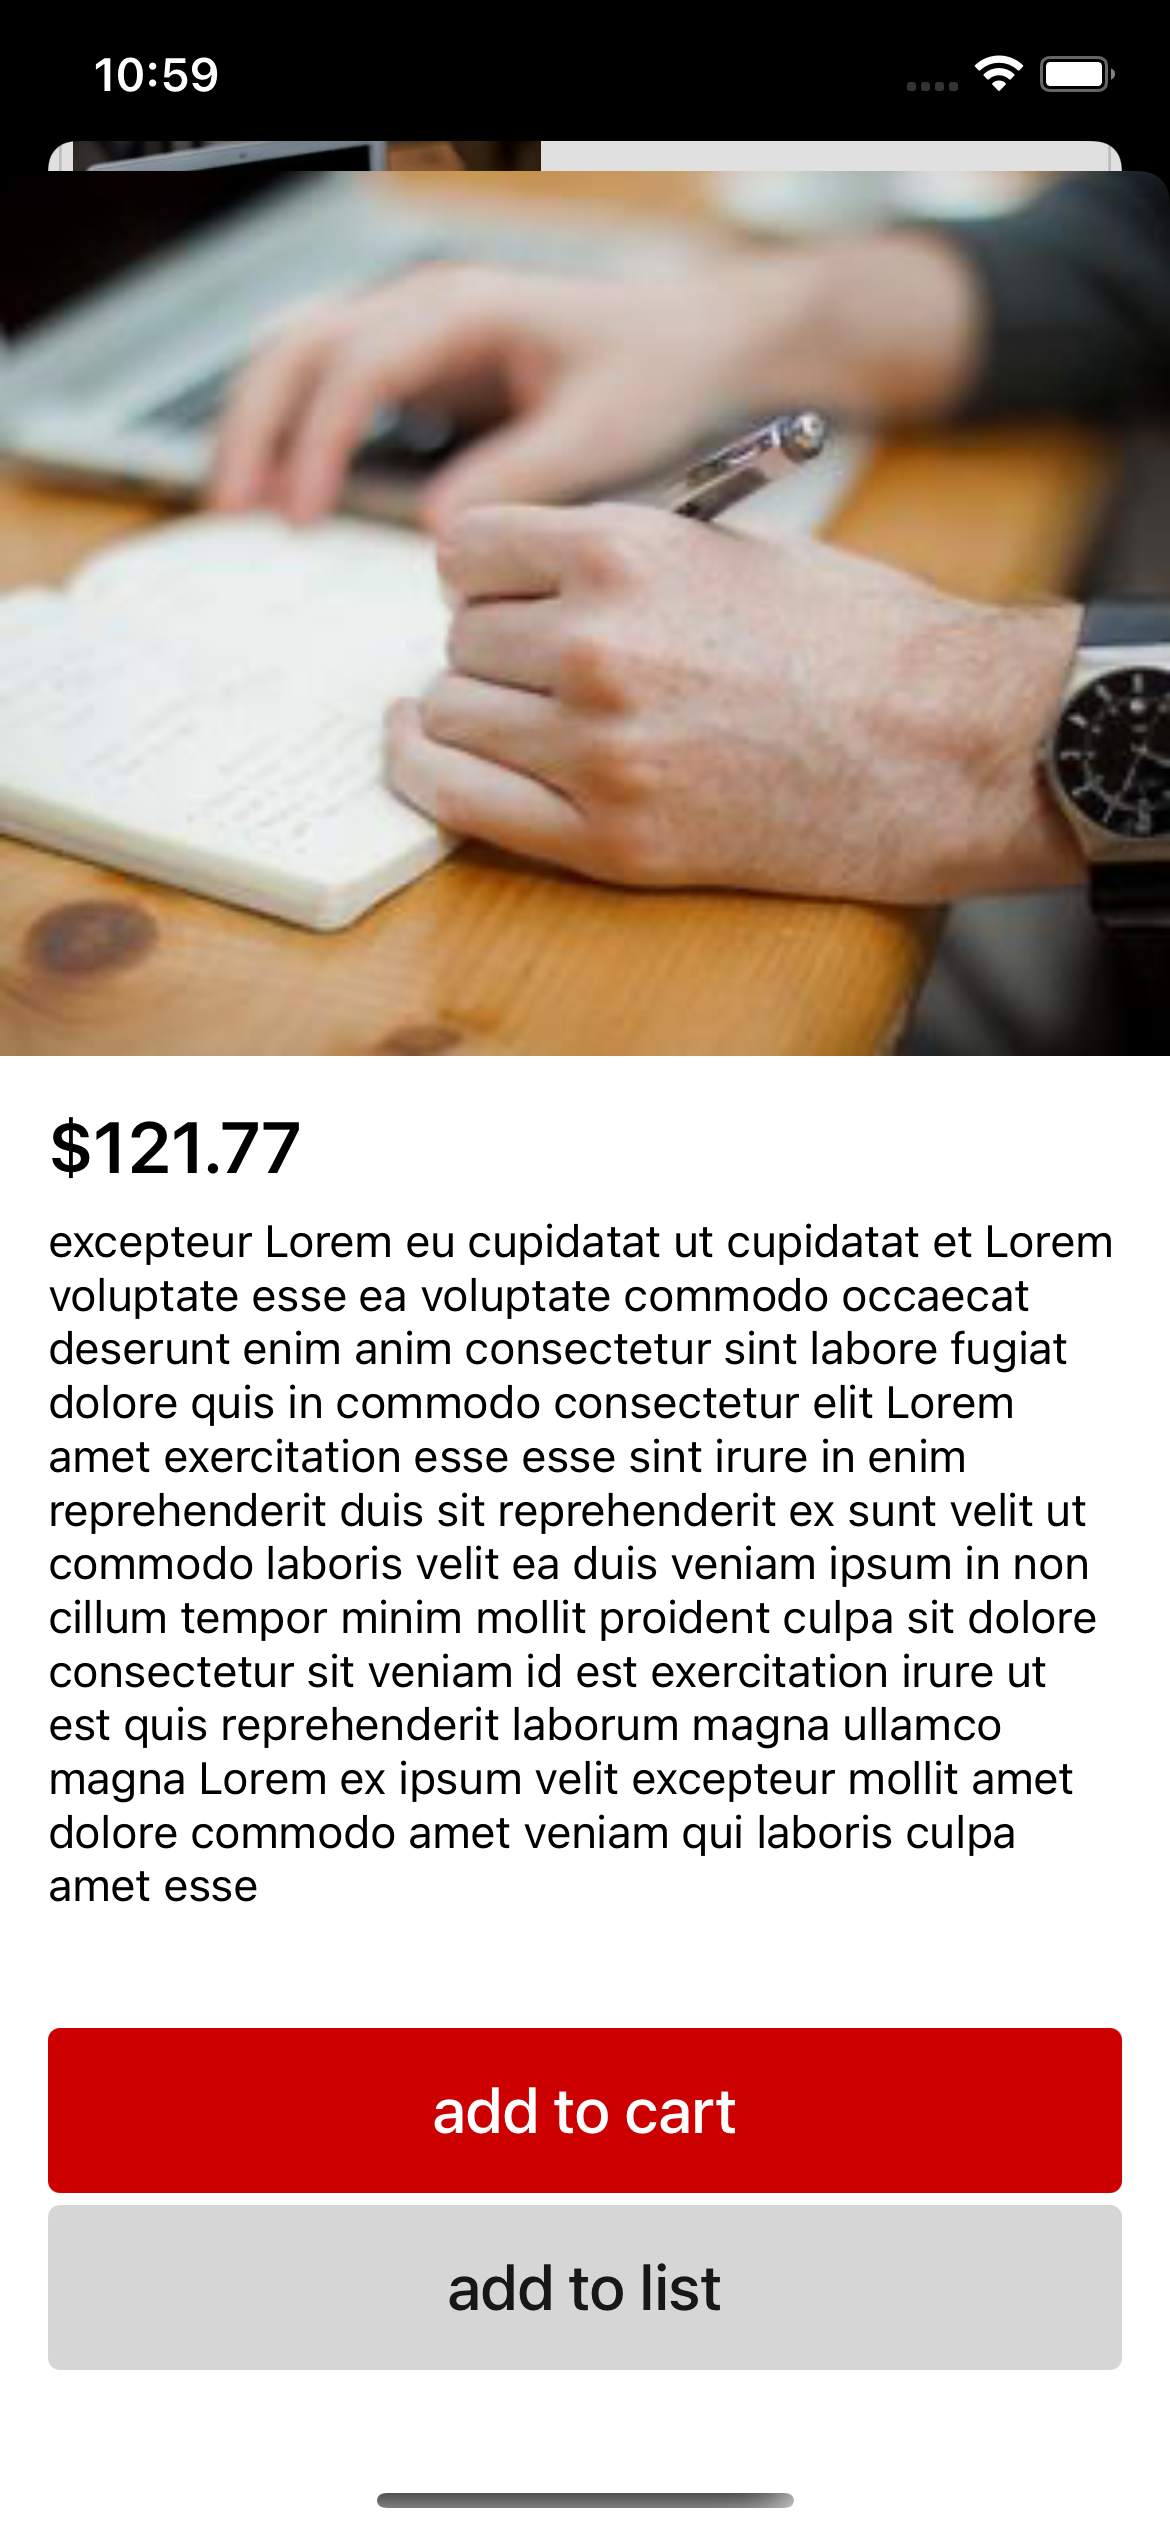 10:59
$121.77
excepteur Lorem eu cupidatat ut cupidatat et Lorem
voluptate esse ea voluptate commodo occaecat
deserunt enim anim consectetur sint labore fugiat
dolore quis in commodo consectetur elit Lorem
amet exercitation esse esse sint irure in enim
reprehenderit duis sit reprehenderit ex sunt velit ut
commodo laboris velit ea duis veniam ipsum in non
cillum tempor minim mollit proident culpa sit dolore
consectetur sit veniam id est exercitation irure ut
est quis reprehenderit laborum magna ullamco
magna Lorem ex ipsum velit excepteur mollit amet
dolore commodo amet veniam qui laboris culpa
amet esse
add to cart
add to list